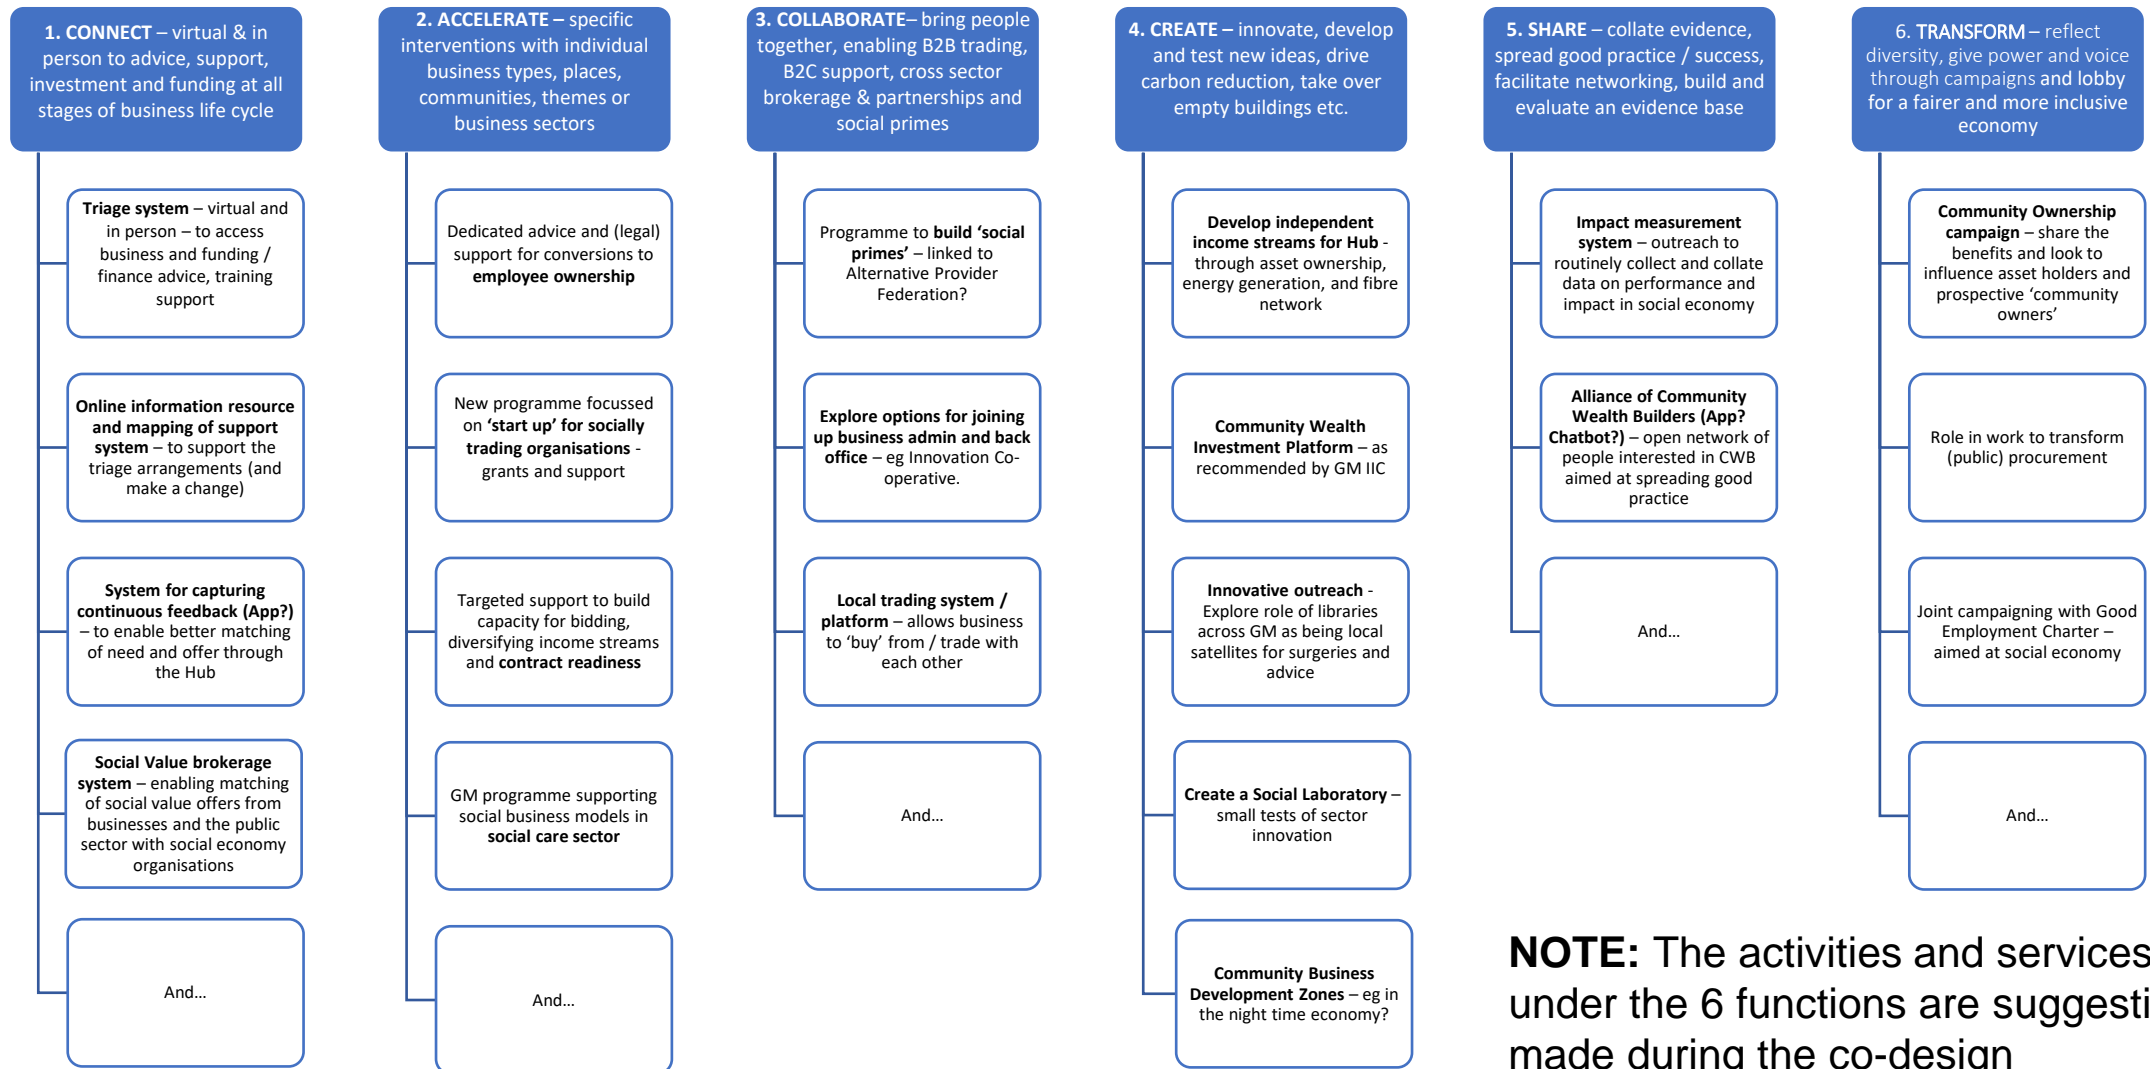 1. CONNECT – virtual & in
person to advice, support,
investment and funding at all
stages of business life cycle
Triage system – virtual and
in person – to access
business and funding /
finance advice, training
support
Online information resource
and mapping of support
system – to support the
triage arrangements (and
make a change)
System for capturing
continuous feedback (App?)
– to enable better matching
of need and offer through
the Hub
Social Value brokerage
system – enabling matching
of social value offers from
businesses and the public
sector with social economy
organisations
And...
2. ACCELERATE – specific
interventions with individual
business types, places,
communities, themes or
business sectors
Dedicated advice and (legal)
support for conversions to
employee ownership
New programme focussed
on ‘start up’ for socially
trading organisations -
grants and support
Targeted support to build
capacity for bidding,
diversifying income streams
and contract readiness
GM programme supporting
social business models in
social care sector
And...
3. COLLABORATE– bring people
together, enabling B2B trading,
B2C support, cross sector
brokerage & partnerships and
social primes
Programme to build ‘social
primes’ – linked to
Alternative Provider
Federation?
Explore options for joining
up business admin and back
office – eg Innovation Co-
operative.
Local trading system /
platform – allows business
to ‘buy’ from / trade with
each other
And...
4. CREATE – innovate, develop
and test new ideas, drive
carbon reduction, take over
empty buildings etc.
Develop independent
income streams for Hub -
through asset ownership,
energy generation, and fibre
network
Community Wealth
Investment Platform – as
recommended by GM IIC
Innovative outreach -
Explore role of libraries
across GM as being local
satellites for surgeries and
advice
Create a Social Laboratory –
small tests of sector
innovation
Community Business
Development Zones – eg in
the night time economy?
5. SHARE – collate evidence,
spread good practice / success,
facilitate networking, build and
evaluate an evidence base
Impact measurement
system – outreach to
routinely collect and collate
data on performance and
impact in social economy
Alliance of Community
Wealth Builders (App?
Chatbot?) – open network of
people interested in CWB
aimed at spreading good
practice
And...
6. TRANSFORM – reflect
diversity, give power and voice
through campaigns and lobby
for a fairer and more inclusive
economy
Community Ownership
campaign – share the
benefits and look to
influence asset holders and
prospective ‘community
owners’
Role in work to transform
(public) procurement
Joint campaigning with Good
Employment Charter –
aimed at social economy
And...
NOTE: The activities and services
under the 6 functions are suggesti
made during the co-design